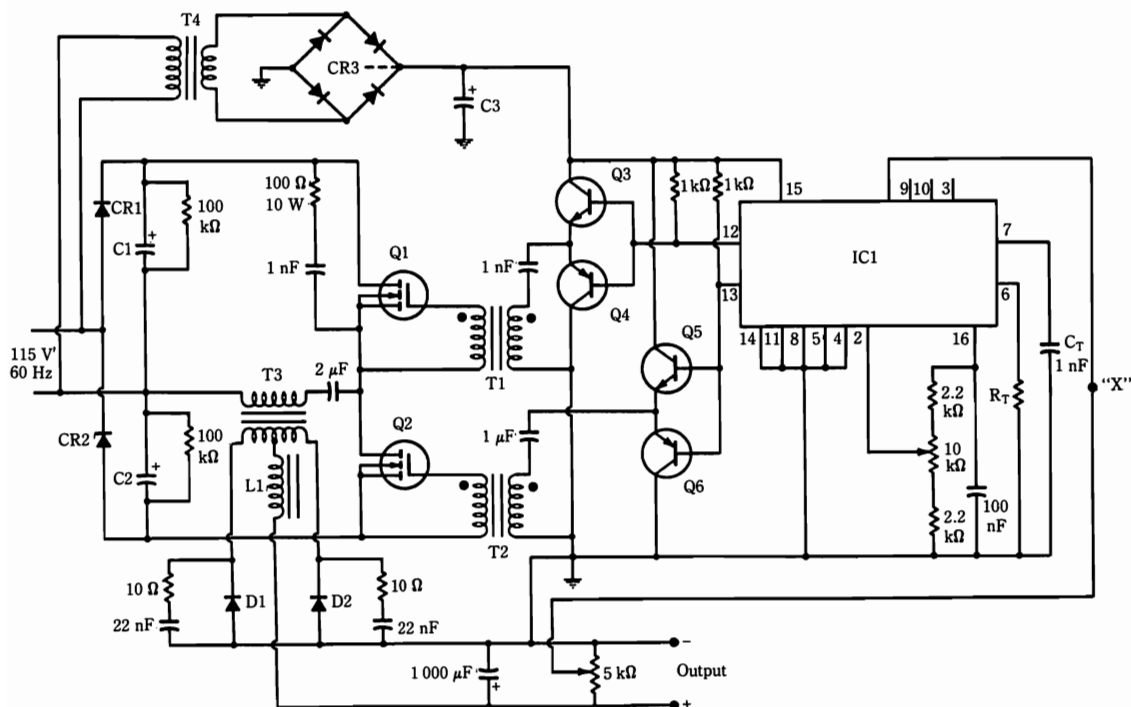 T4
CR3
C3
Q3
1 kΩ
1 kΩ
15
9
10
3
100 Ω
10 W
CR1
100
kΩ
C1
1 nF
Q1
1 nF
12
IC1
7
Q4
13
6
14
11
8
5
4
2
16
Q5
C_T
1 nF
115 V'
60 Hz
T3
2 μF
T1
2.2
kΩ
R_T
"X"
CR2
100
kΩ
Q2
1 μF
10
kΩ
C2
L1
Q6
100
nF
T2
2.2
kΩ
10 Ω
D1
D2
10 Ω
22 nF
22 nF
−
1 000 μF
+
5 kΩ
Output
+